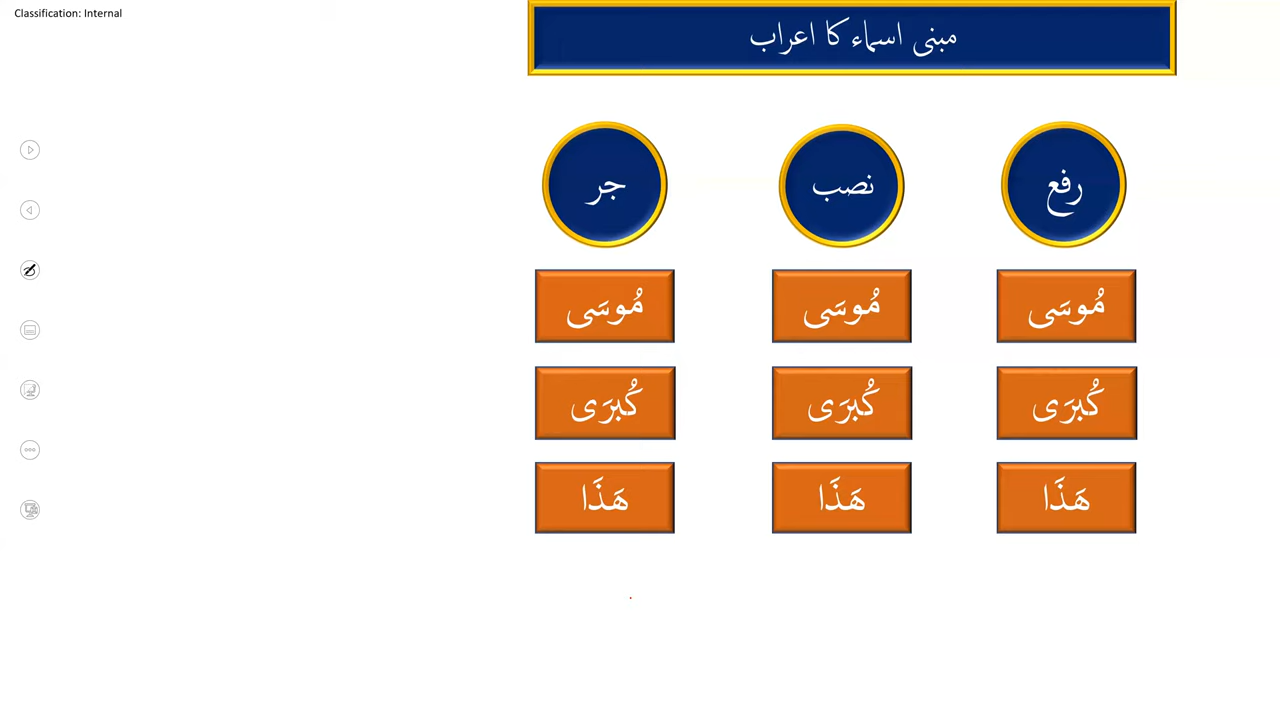 Classification: Internal
مبنی اسماء کا اعراب
رفع نصب جر
مُوسَی مُوسَی مُوسَی
كُبرَی كُبرَی كُبرَی
هَذَا هَذَا هَذَا